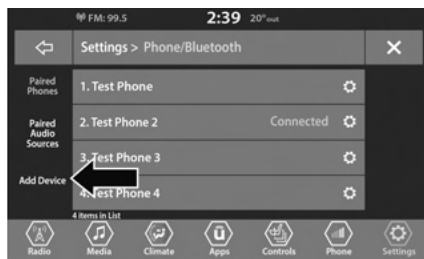 FM: 99.5 2:39 20° out
Settings > Phone/Bluetooth X
Paired
Phones
1. Test Phone
Paired
Audio
Sources
2. Test Phone 2 Connected
3. Test Phone 3
Add Device
4. Test Phone 4
4 items in List
Radio Media Climate Apps Controls Phone Settings